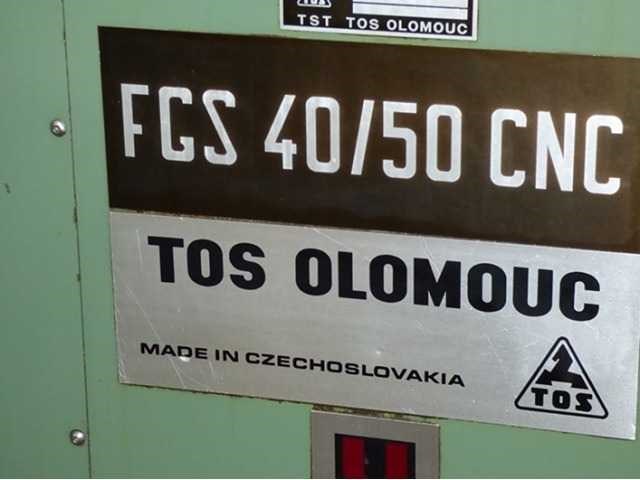 TST TOS OLOMOUC
FGS 40/50 CNC
TOS OLOMOUC
MADE IN CZECHOSLOVAKIA
TOS